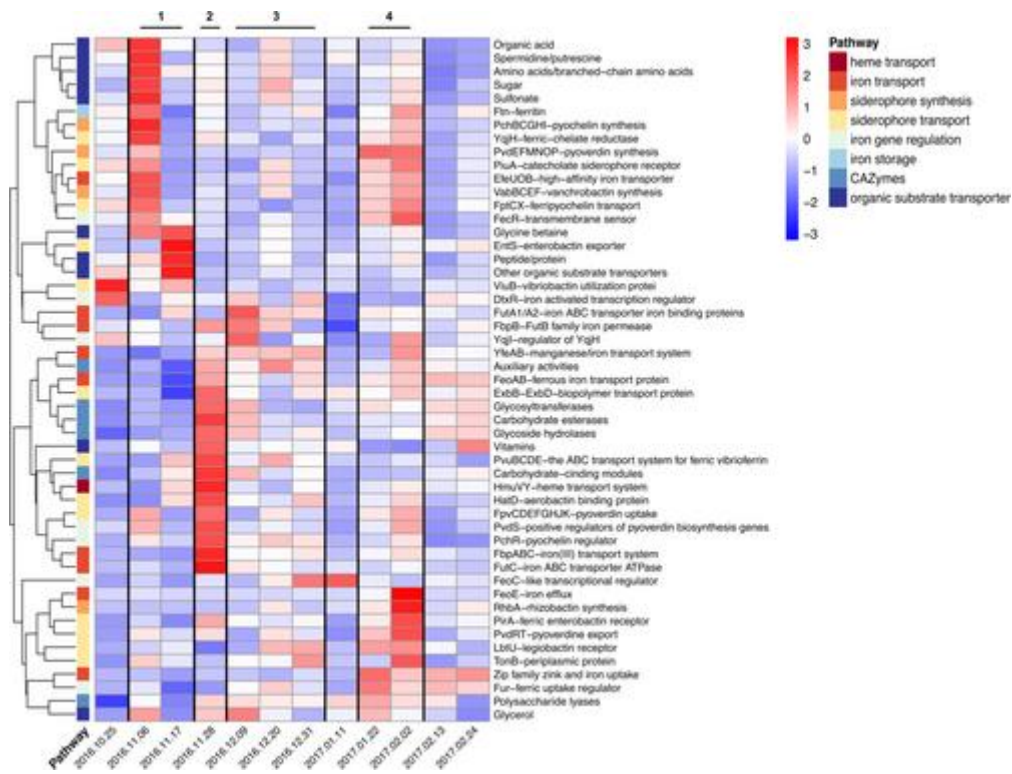 1 2 3 4
Organic acid
Spermidine/putrescine
Amino acids/branched−chain amino acids
Sugar
Sulfonate
Ftn−ferritin
PchBCGHI−pyochelin synthesis
YqjH−ferric−chelate reductase
PvdEFMNOP−pyoverdin synthesis
PiuA−catecholate siderophore receptor
EfeUOB−high−affinity iron transporter
VabBCEF−vanchrobactin synthesis
FptCX−ferripyochelin transport
FecR−transmembrane sensor
Glycine betaine
EntS−enterobactin exporter
Peptide/protein
Other organic substrate transporters
ViuB−vibriobactin utilization protei
DtxR−iron activated transcription regulator
FutA1/A2−iron ABC transporter iron binding proteins
FbpB−FutB family iron permease
YqjI−regulator of YqjH
YfeAB−manganese/iron transport system
Auxiliary activities
FeoAB−ferrous iron transport protein
ExbB−ExbD−biopolymer transport protein
Glycosyltransferases
Carbohydrate esterases
Glycoside hydrolases
Vitamins
PvuBCDE−the ABC transport system for ferric vibrioferrin
Carbohydrate−cinding modules
HmuVY−heme transport system
HatD−aerobactin binding protein
FpvCDEFGHJK−pyoverdin uptake
PvdS−positive regulators of pyoverdin biosynthesis genes
PchR−pyochelin regulator
FbpABC−iron(III) transport system
FutC−iron ABC transporter ATPase
FeoC−like transcriptional regulator
FeoE−iron efflux
RhbA−rhizobactin synthesis
PirA−ferric enterobactin receptor
PvdRT−pyoverdine export
LbtU−legiobactin receptor
TonB−periplasmic protein
Zip family zink and iron uptake
Fur−ferric uptake regulator
Polysaccharide lyases
Glycerol
Pathway
2016.10.25
2016.11.06
2016.11.17
2016.11.28
2016.12.09
2016.12.20
2016.12.31
2017.01.11
2017.01.22
2017.02.02
2017.02.13
2017.02.24
3
2
1
0
−1
−2
−3
Pathway
heme transport
iron transport
siderophore synthesis
siderophore transport
iron gene regulation
iron storage
CAZymes
organic substrate transporter